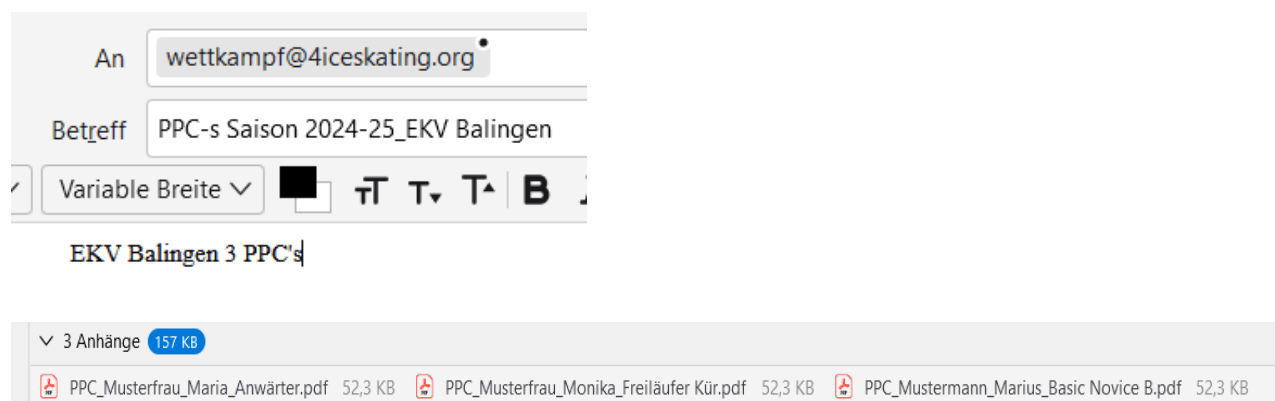 An wettkampf@4iceskating.org
Betreff PPC-s Saison 2024-25_EKV Balingen
Variable Breite T T T B
EKV Balingen 3 PPC's
3 Anhänge 157 KB
PPC_Musterfrau_Maria_Anwärter.pdf 52,3 KB PPC_Musterfrau_Monika_Freiläufer Kür.pdf 52,3 KB PPC_Mustermann_Marius_Basic Novice B.pdf 52,3 KB